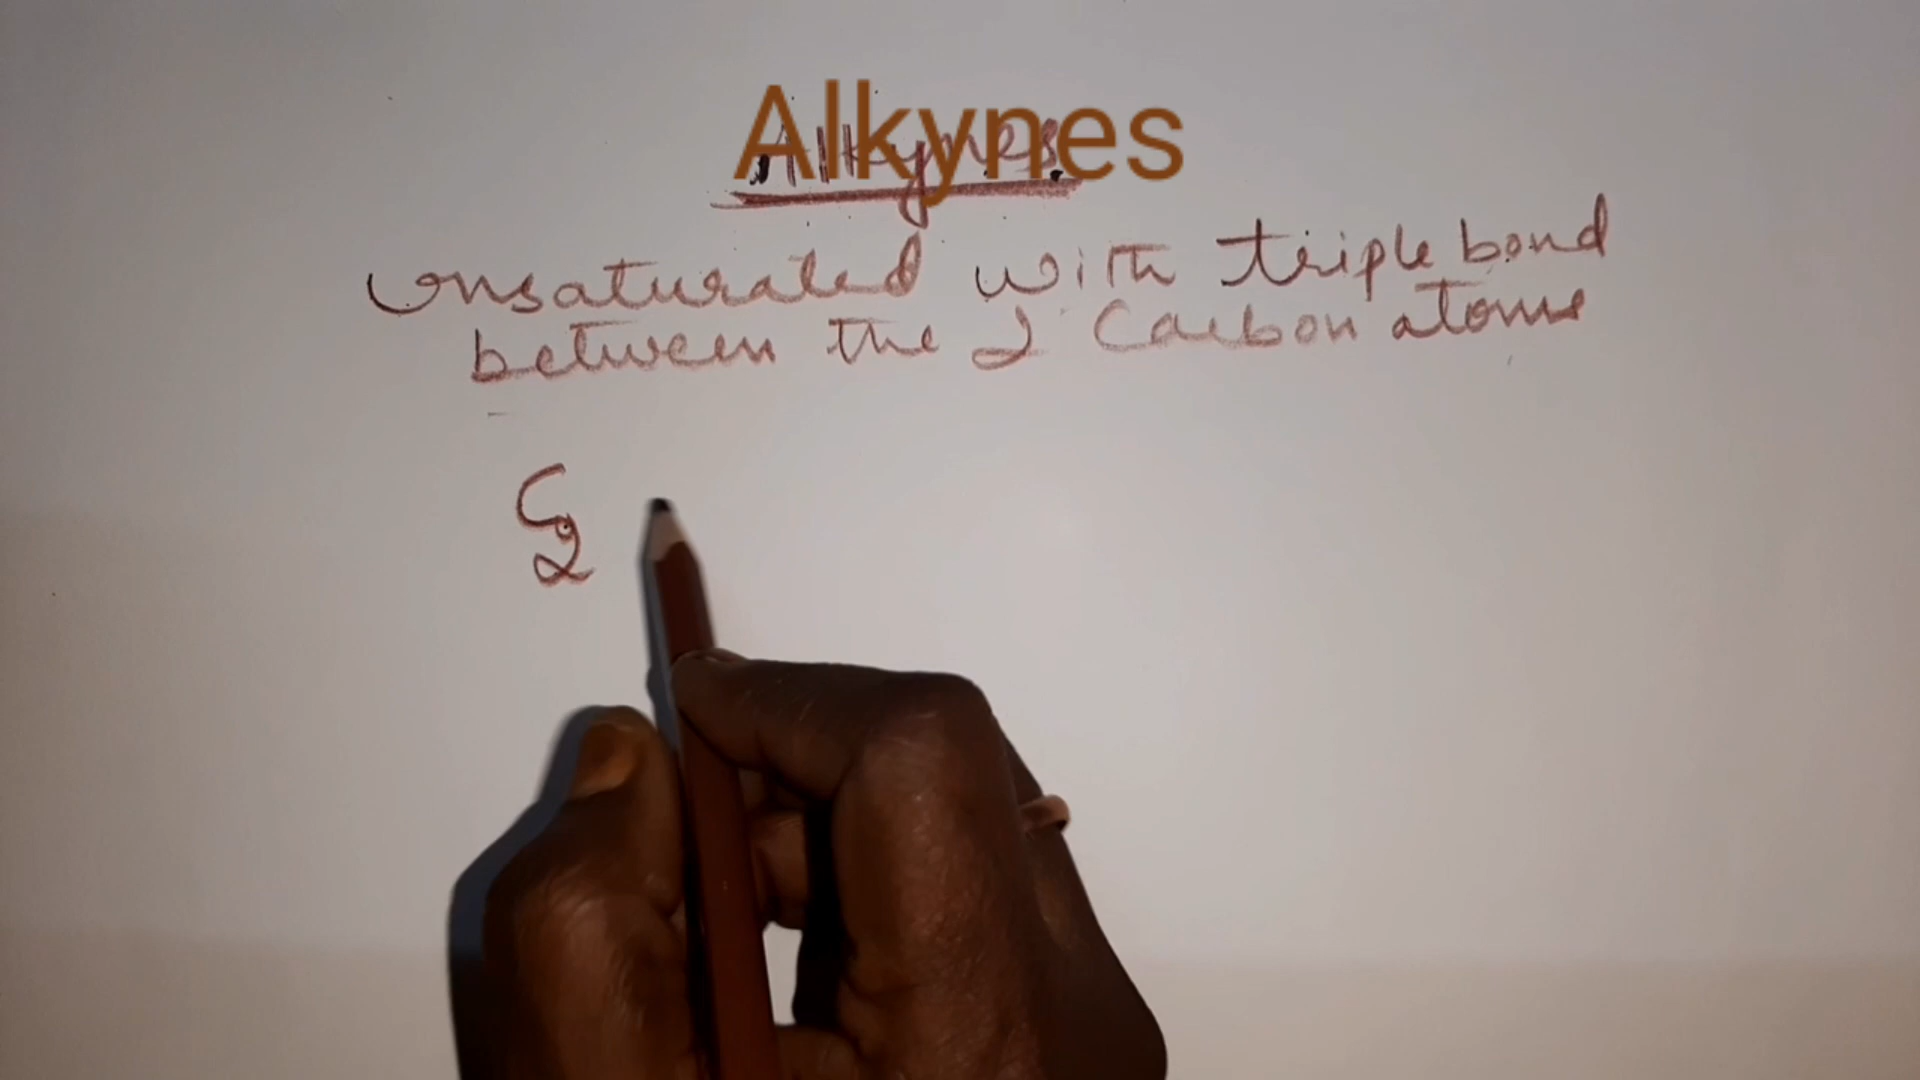 Alkynes
Alkynes
Unsaturated with triple bond
between the 2 Carbon atoms
C2